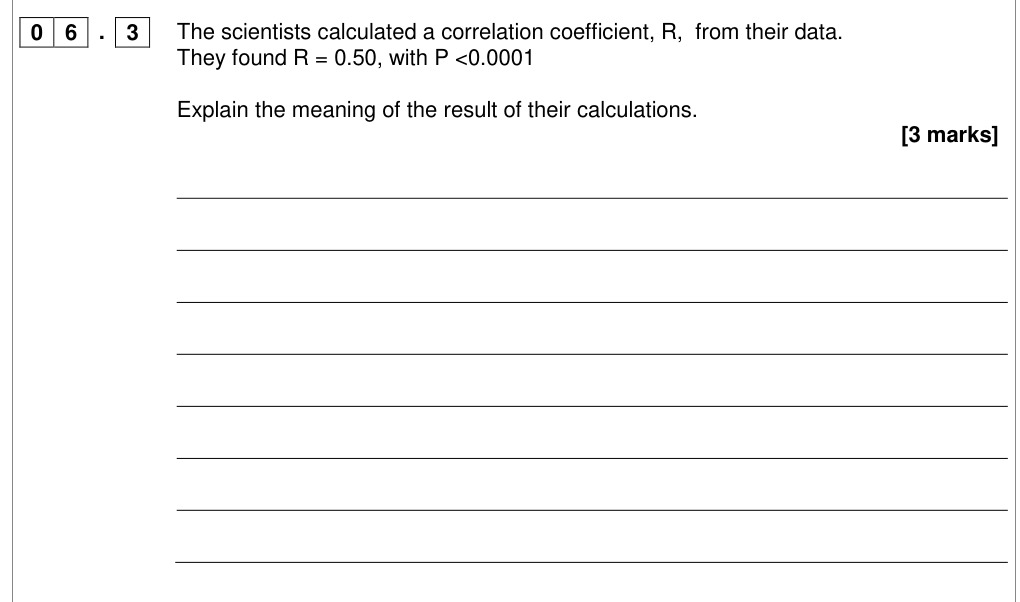 0 6 . 3 The scientists calculated a correlation coefficient, R, from their data.
They found R = 0.50, with P <0.0001
Explain the meaning of the result of their calculations.
[3 marks]